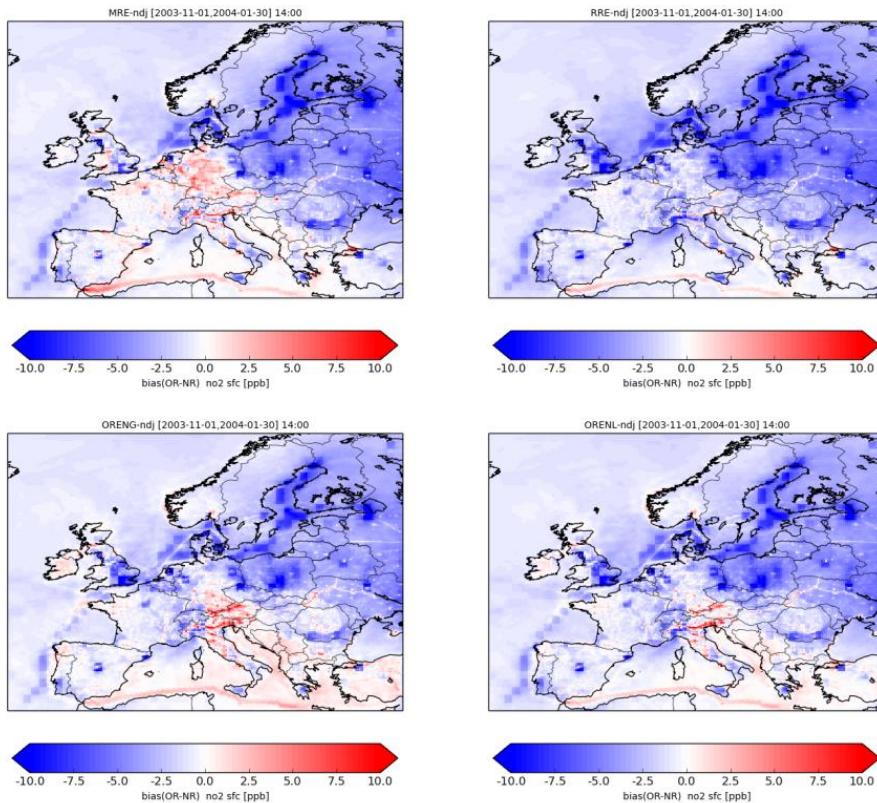 MRE-ndj [2003-11-01,2004-01-30] 14:00
-10.0 -7.5 -5.0 -2.5 0.0 2.5 5.0 7.5 10.0
bias(OR-NR) no2 sfc [ppb]
RRE-ndj [2003-11-01,2004-01-30] 14:00
-10.0 -7.5 -5.0 -2.5 0.0 2.5 5.0 7.5 10.0
bias(OR-NR) no2 sfc [ppb]
ORENG-ndj [2003-11-01,2004-01-30] 14:00
-10.0 -7.5 -5.0 -2.5 0.0 2.5 5.0 7.5 10.0
bias(OR-NR) no2 sfc [ppb]
ORENL-ndj [2003-11-01,2004-01-30] 14:00
-10.0 -7.5 -5.0 -2.5 0.0 2.5 5.0 7.5 10.0
bias(OR-NR) no2 sfc [ppb]